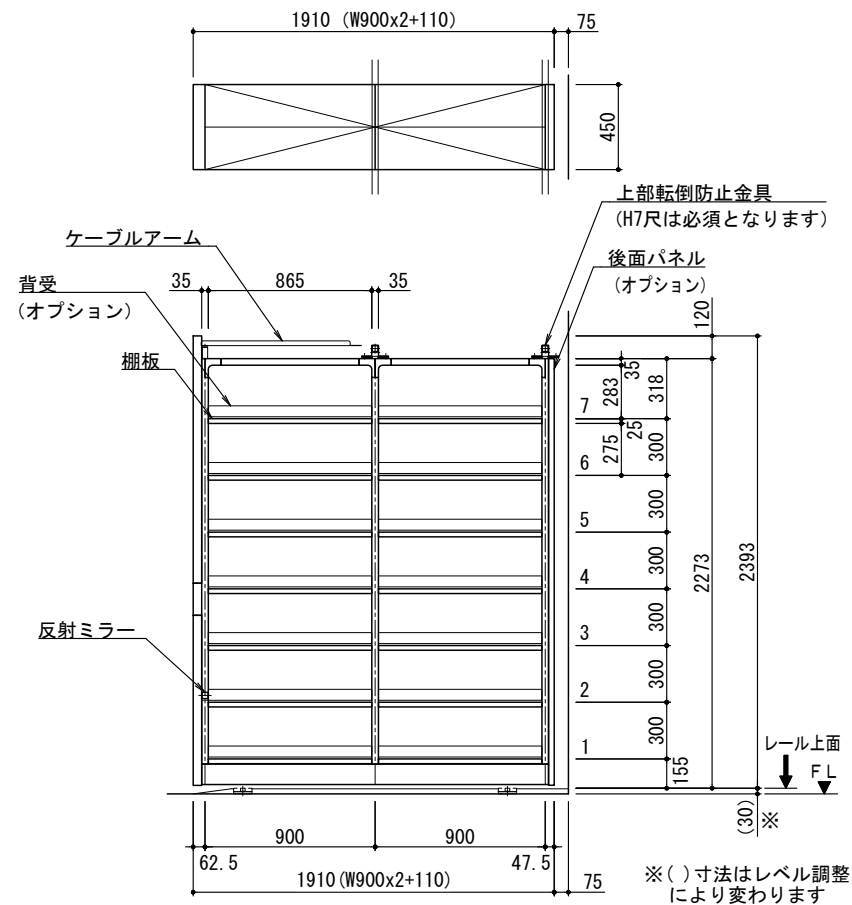 1910 (W900x2+110)
75
450
上部転倒防止金具
(H7尺は必須となります)
ケーブルアーム
後面パネル
(オプション)
35
865
35
背受
(オプション)
棚板
120
35
283
318
7
25
275
300
6
300
5
300
4
2273
2393
300
3
反射ミラー
300
2
300
1
155
レール上面
FL
(30)
※
900
900
62.5
47.5
1910(W900x2+110)
75
※( )寸法はレベル調整
により変わります